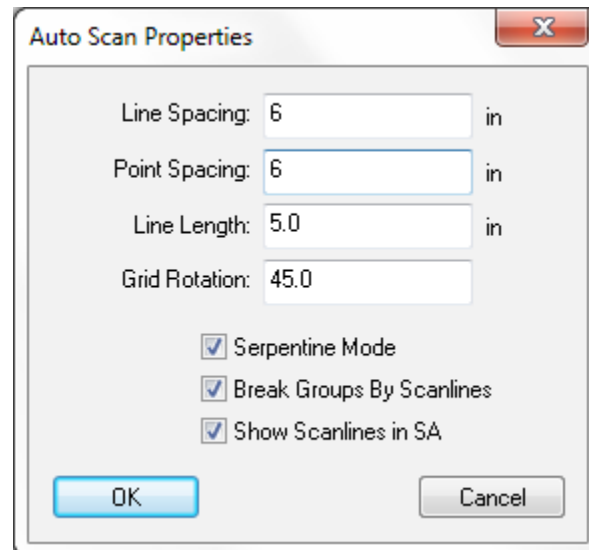 Auto Scan Properties
Line Spacing: 6 in
Point Spacing: 6 in
Line Length: 5.0 in
Grid Rotation: 45.0
Serpentine Mode
Break Groups By Scanlines
Show Scanlines in SA
OK Cancel